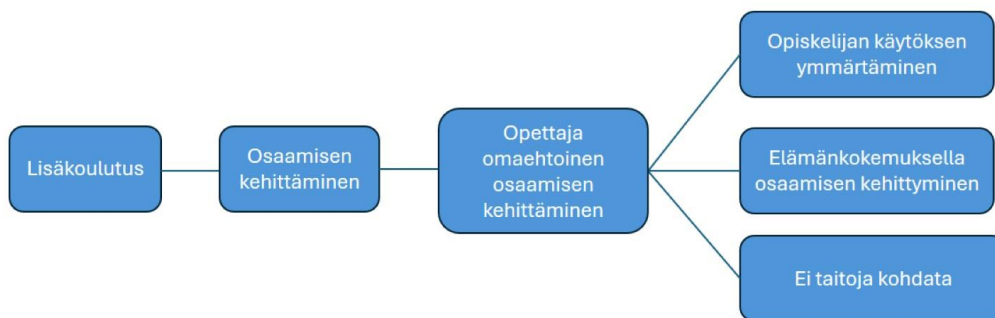 Lisäkoulutus
Osaamisen
kehittäminen
Opettaja
omaehtoinen
osaamisen
kehittäminen
Opiskelijan käytöksen
ymmärtäminen
Elämänkokemuksella
osaamisen kehittyminen
Ei taitoja kohdata